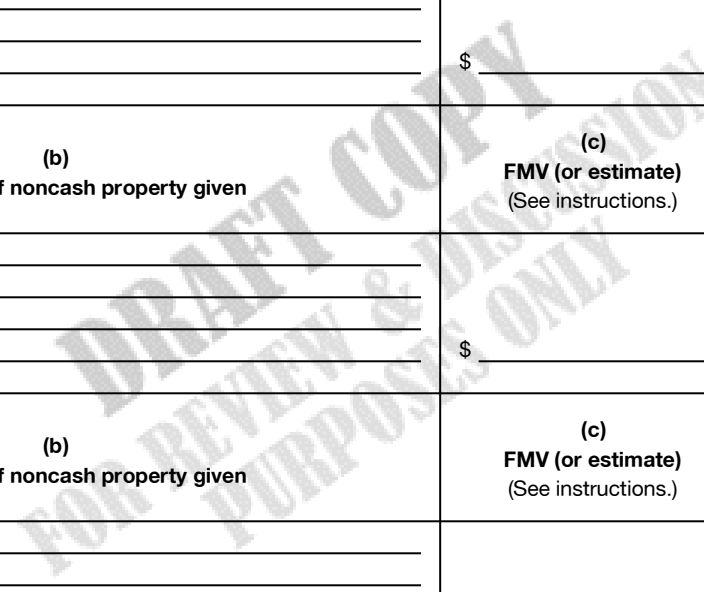 $
(b)
f noncash property given
(c)
FMV (or estimate)
(See instructions.)
$
(b)
f noncash property given
(c)
FMV (or estimate)
(See instructions.)
DRAFT COPY
FOR REVIEW & DISCUSSION
PURPOSES ONLY